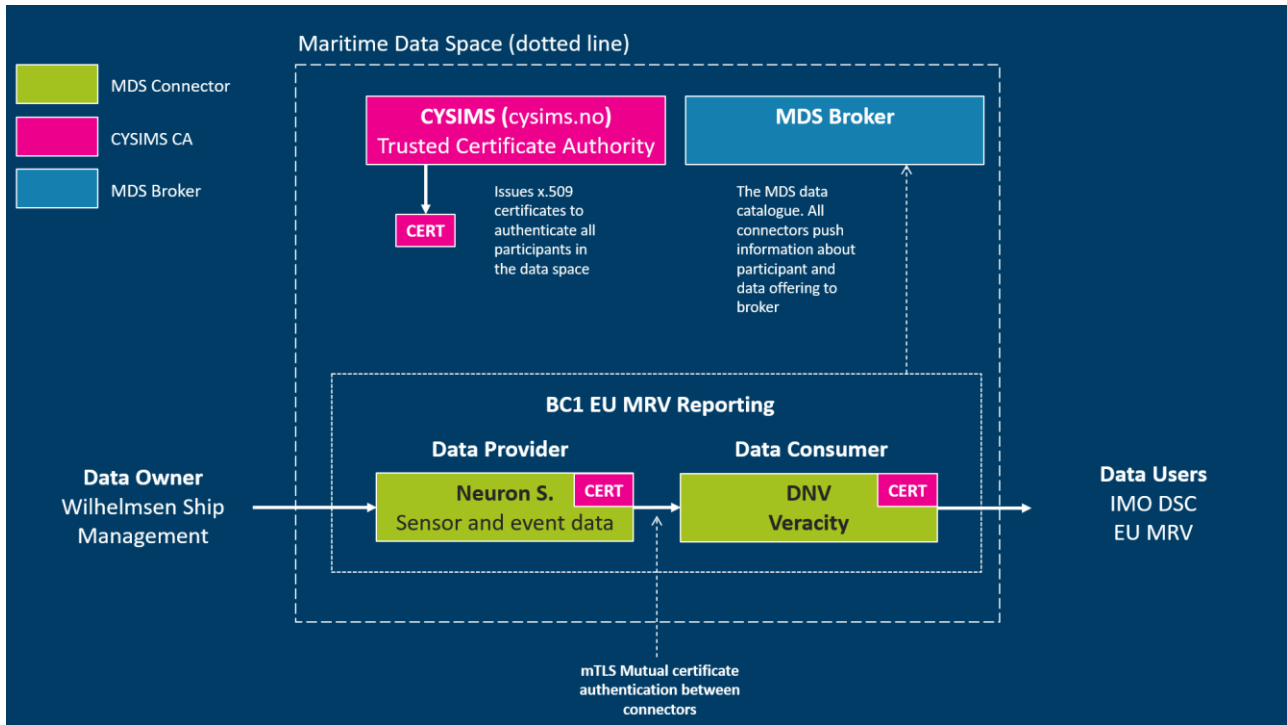 Maritime Data Space (dotted line)
MDS Connector
CYSIMS CA
MDS Broker
CYSIMS (cysims.no)
Trusted Certificate Authority
MDS Broker
CERT
Issues x.509
certificates to
authenticate all
participants in
the data space
The MDS data
catalogue. All
connectors push
information about
participant and
data offering to
broker
BC1 EU MRV Reporting
Data Provider
Data Consumer
Data Owner
Wilhelmsen Ship
Management
Neuron S.
CERT
Sensor and event data
DNV
CERT
Veracity
Data Users
IMO DSC
EU MRV
mTLS Mutual certificate
authentication between
connectors